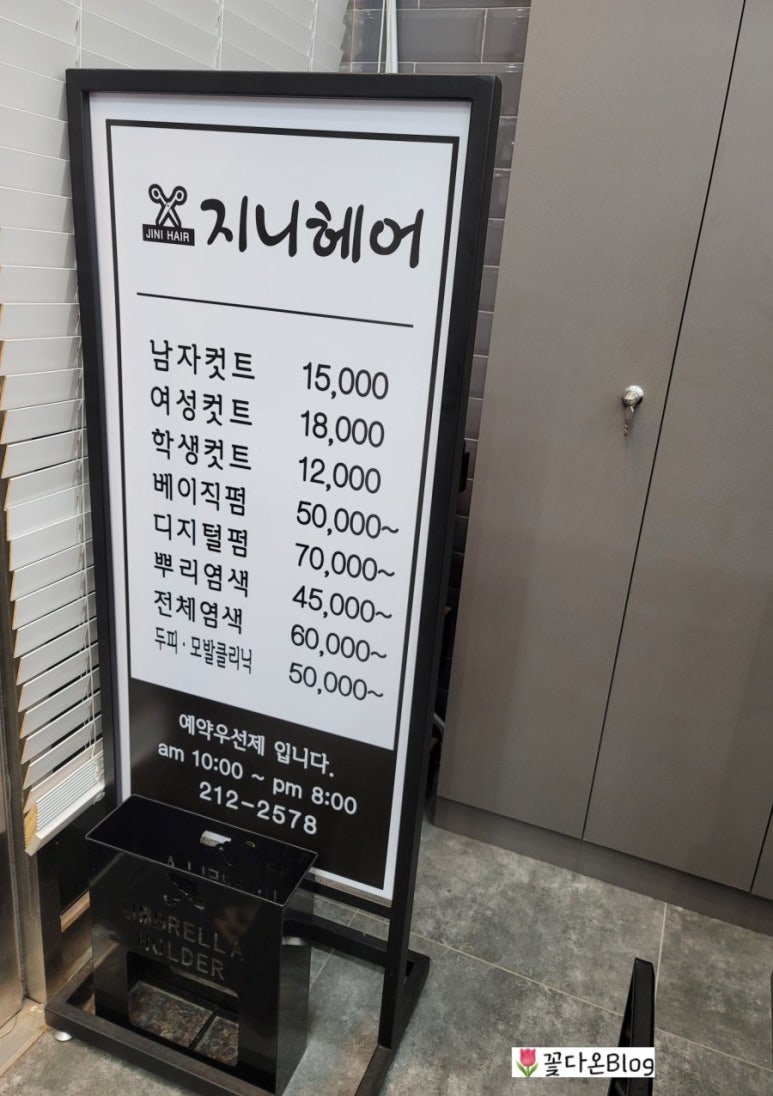 JINI HAIR
지니헤어
남자컷트 15,000
여성컷트 18,000
학생컷트 12,000
베이직펌 50,000~
디지털펌 70,000~
뿌리염색 45,000~
전체염색 60,000~
두피·모발클리닉 50,000~
예약우선제 입니다.
am 10:00 ~ pm 8:00
212-2578
UMBRELLA
HOLDER
꽃다온Blog